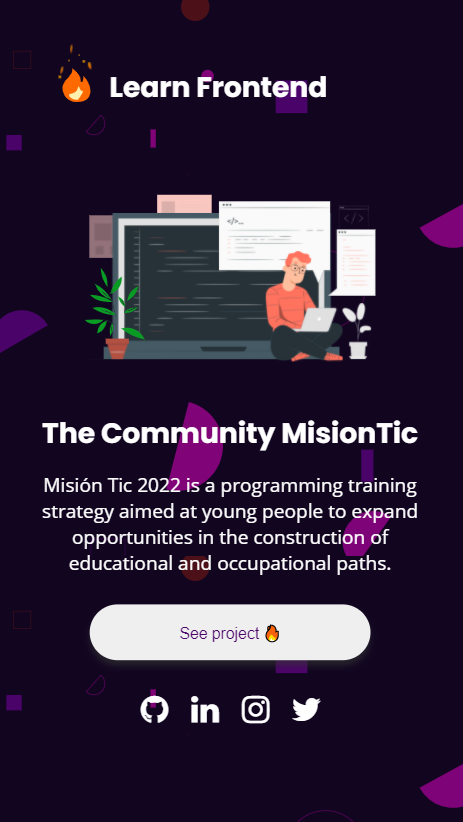 Learn Frontend
</>
The Community MisionTic
Misión Tic 2022 is a programming training
strategy aimed at young people to expand
opportunities in the construction of
educational and occupational paths.
See project 🔥